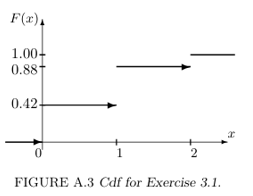 F(x)
1.00
0.88
0.42
x
0 1 2
FIGURE A.3 Cdf for Exercise 3.1.